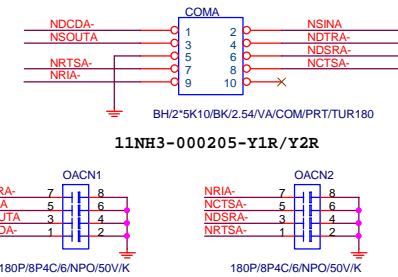 COMA
NDCDA- 1 2 NSINA
NSOUTA 3 4 NDTRA-
5 6 NDSRA-
NRTSA- 7 8 NCTSA-
NRIA- 9 10
BH/2*5K10/BK/2.54/VA/COM/PRT/TUR180
11NH3-000205-Y1R/Y2R
OACN1
RA- 7 8
A 5 6
UTA 3 4
DA- 1 2
180P/8P4C/6/NPO/50V/K
OACN2
NRIA- 7 8
NCTSA- 5 6
NDSRA- 3 4
NRTSA- 1 2
180P/8P4C/6/NPO/50V/K